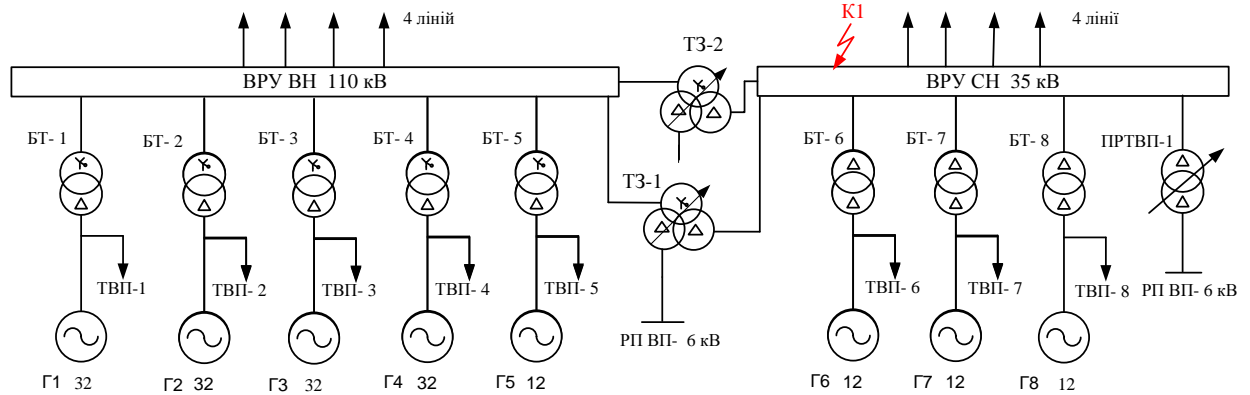 4 ліній
К1
4 лінії
ТЗ-2
ВРУ ВН 110 кВ
ВРУ СН 35 кВ
БТ- 1
БТ- 2
БТ- 3
БТ- 4
БТ- 5
БТ- 6
БТ- 7
БТ- 8
ПРТВП-1
ТЗ-1
ТВП-1
ТВП- 2
ТВП- 3
ТВП- 4
ТВП- 5
ТВП- 6
ТВП- 7
ТВП- 8
РП ВП- 6 кВ
РП ВП- 6 кВ
Г1 32
Г2 32
Г3 32
Г4 32
Г5 12
Г6 12
Г7 12
Г8 12